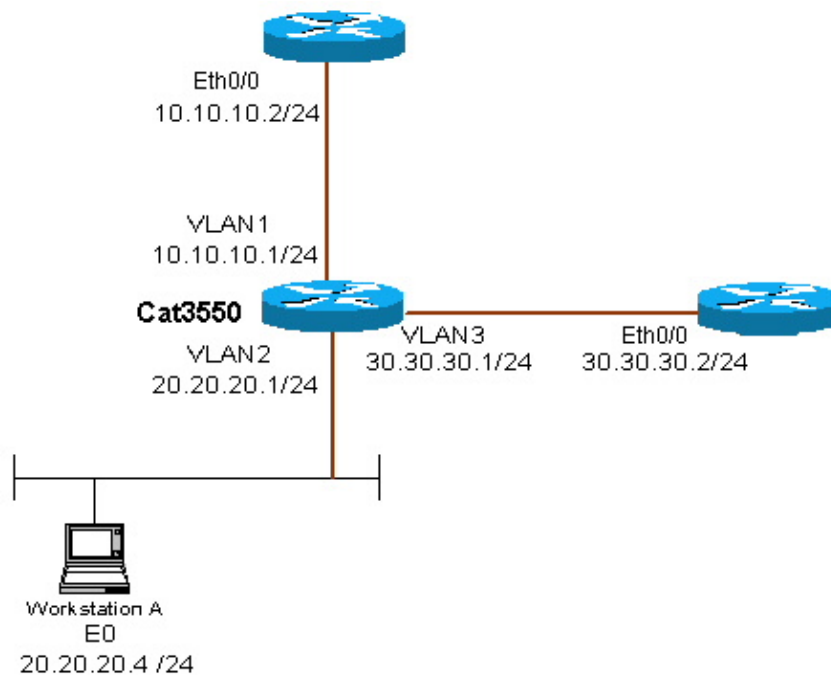 Eth0/0
10.10.10.2/24
VLAN1
10.10.10.1/24
Cat3550
VLAN2
20.20.20.1/24
VLAN3
30.30.30.1/24
Eth0/0
30.30.30.2/24
Workstation A
E0
20.20.20.4 /24